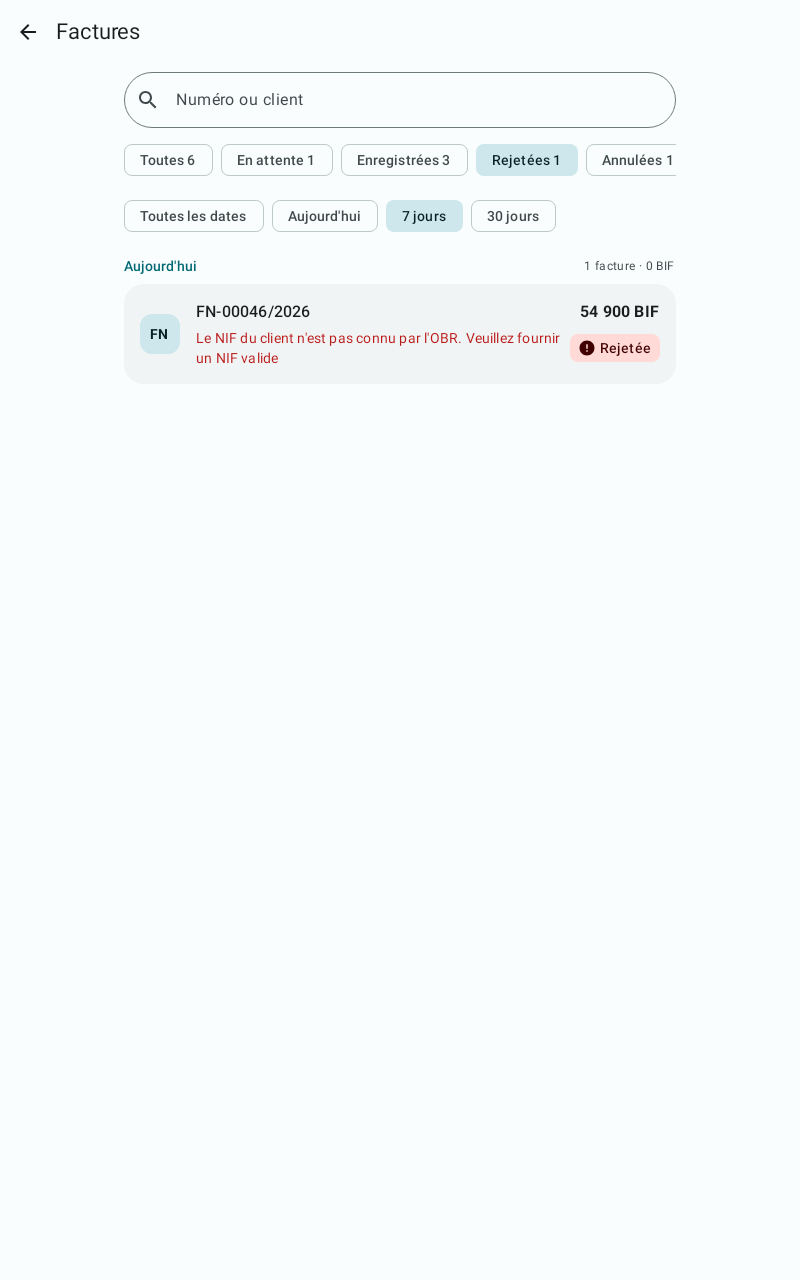 Factures
Numéro ou client
Toutes 6
En attente 1
Enregistrées 3
Rejetées 1
Annulées 1
Toutes les dates
Aujourd'hui
7 jours
30 jours
Aujourd'hui
1 facture · 0 BIF
FN
FN-00046/2026
54 900 BIF
Le NIF du client n'est pas connu par l'OBR. Veuillez fournir
un NIF valide
Rejetée